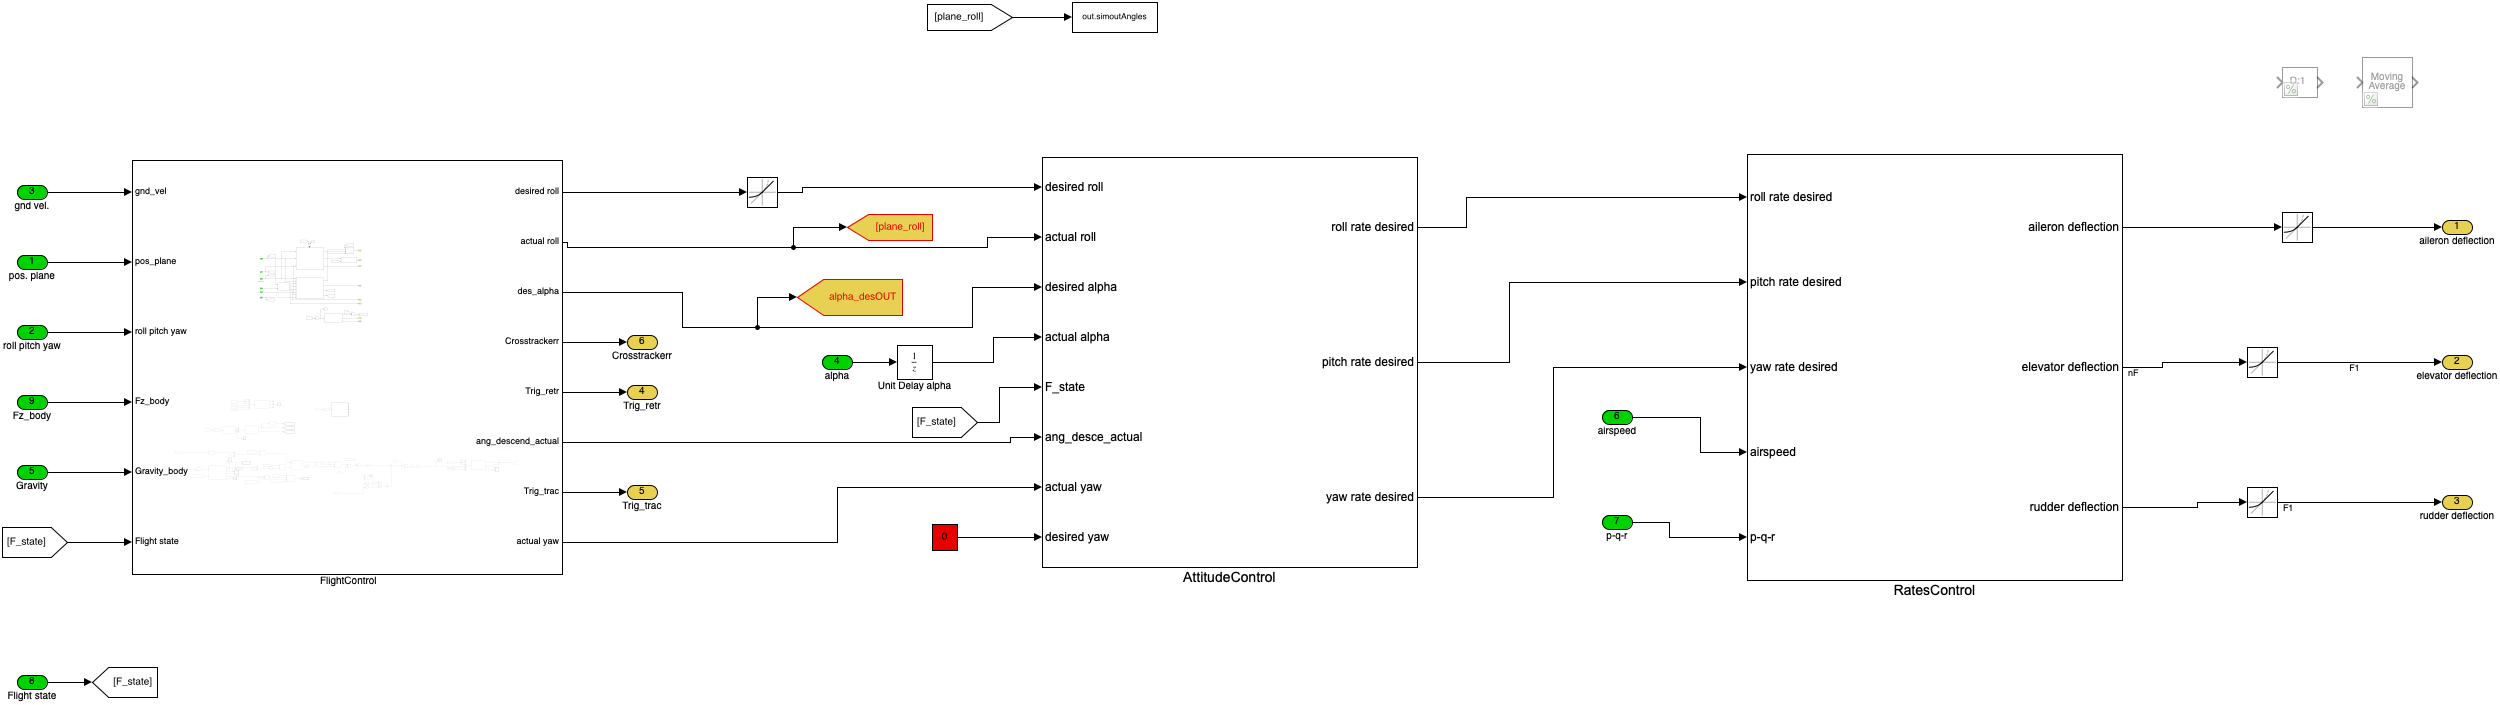 [plane_roll]
out.simoutAngles
D:1
Moving
Average
3
gnd vel.
1
pos. plane
2
roll pitch yaw
9
Fz_body
5
Gravity
[F_state]
gnd_vel
pos_plane
roll pitch yaw
Fz_body
Gravity_body
Flight state
desired roll
actual roll
des_alpha
Crosstrackerr
Trig_retr
ang_descend_actual
Trig_trac
actual yaw
FlightControl
[plane_roll]
alpha_desOUT
6
Crosstrackerr
4
Trig_retr
5
Trig_trac
4
alpha
1
z
Unit Delay alpha
[F_state]
0
desired roll
actual roll
desired alpha
actual alpha
F_state
ang_desce_actual
actual yaw
desired yaw
roll rate desired
pitch rate desired
yaw rate desired
AttitudeControl
6
airspeed
7
p-q-r
roll rate desired
pitch rate desired
yaw rate desired
airspeed
p-q-r
aileron deflection
elevator deflection
rudder deflection
RatesControl
nF
F1
F1
1
aileron deflection
2
elevator deflection
3
rudder deflection
8
Flight state
[F_state]